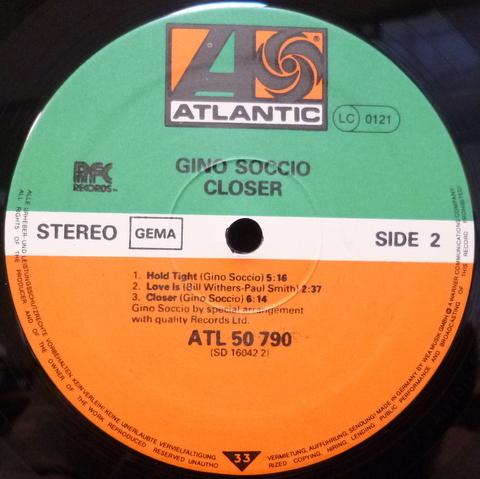 ATLANTIC
LC 0121
GINO SOCCIO
CLOSER
RFC
RECORDS™
STEREO
GEMA
SIDE 2
1. Hold Tight (Gino Soccio) 5:16
2. Love Is (Bill Withers-Paul Smith) 2:37
3. Closer (Gino Soccio) 6:14
Gino Soccio by special arrangement
with quality Records Ltd.
ATL 50 790
(SD 16042 2)
33
ALLE URHEBER- UND LEISTUNGSSCHUTZRECHTE VORBEHALTEN. KEIN VERLEIH! KEINE UNERLAUBTE VERVIELFÄLTIGUNG,
VERMIETUNG, AUFFÜHRUNG, SENDUNG! MADE IN GERMANY BY WEA MUSIK GMBH · A WARNER COMMUNICATIONS COMPANY
ALL RIGHTS OF THE PRODUCER AND OF THE OWNER OF THE WORK REPRODUCED RESERVED UNAUTHO
RIZED COPYING, HIRING, LENDING PUBLIC PERFORMANCE AND BROADCASTING OF THIS RECORD PROHIBITED!